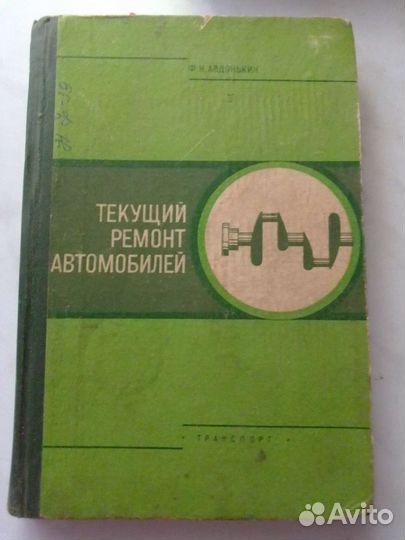 Ф.Н.АВДОНЬКИН
ТЕКУЩИЙ
РЕМОНТ
АВТОМОБИЛЕЙ
• ТРАНСПОРТ •
Avito